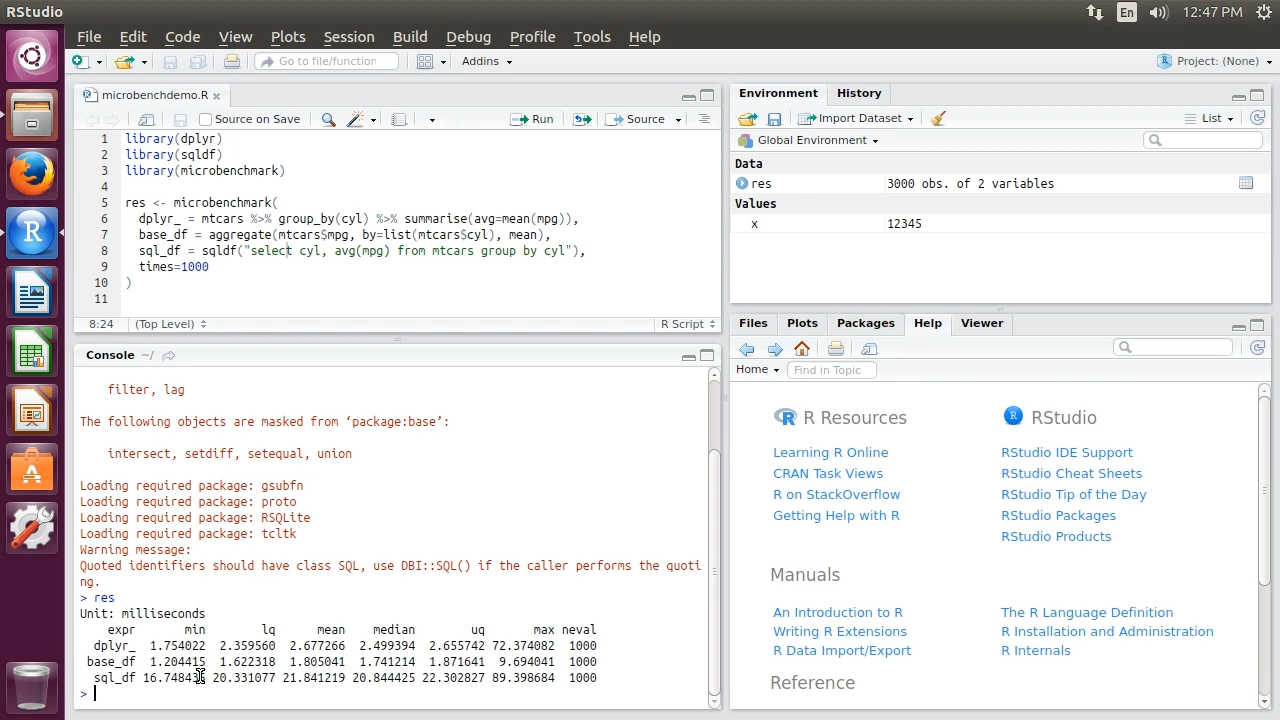 RStudio
En
12:47 PM
File Edit Code View Plots Session Build Debug Profile Tools Help
Go to file/function
Addins
Project: (None)
microbenchdemo.R
Source on Save
Run
Source
1 library(dplyr)
2 library(sqldf)
3 library(microbenchmark)
4
5 res <- microbenchmark(
6 dplyr_ = mtcars %>% group_by(cyl) %>% summarise(avg=mean(mpg)),
7 base_df = aggregate(mtcars$mpg, by=list(mtcars$cyl), mean),
8 sql_df = sqldf("select cyl, avg(mpg) from mtcars group by cyl"),
9 times=1000
10 )
11
8:24 (Top Level) R Script
Console ~/
filter, lag
The following objects are masked from ‘package:base’:
intersect, setdiff, setequal, union
Loading required package: gsubfn
Loading required package: proto
Loading required package: RSQLite
Loading required package: tcltk
Warning message:
Quoted identifiers should have class SQL, use DBI::SQL() if the caller performs the quoti
ng.
> res
Unit: milliseconds
expr min lq mean median uq max neval
dplyr_ 1.754022 2.359560 2.677266 2.499394 2.655742 72.374082 1000
base_df 1.204415 1.622318 1.805041 1.741214 1.871641 9.694041 1000
sql_df 20.331077 21.841219 20.844425 22.302827 89.398684 1000
>
Environment History
Import Dataset
List
Global Environment
Data
res 3000 obs. of 2 variables
Values
x 12345
Files Plots Packages Help Viewer
Home Find in Topic
R Resources
Learning R Online
CRAN Task Views
R on StackOverflow
Getting Help with R
RStudio
RStudio IDE Support
RStudio Cheat Sheets
RStudio Tip of the Day
RStudio Packages
RStudio Products
Manuals
An Introduction to R
Writing R Extensions
R Data Import/Export
The R Language Definition
R Installation and Administration
R Internals
Reference